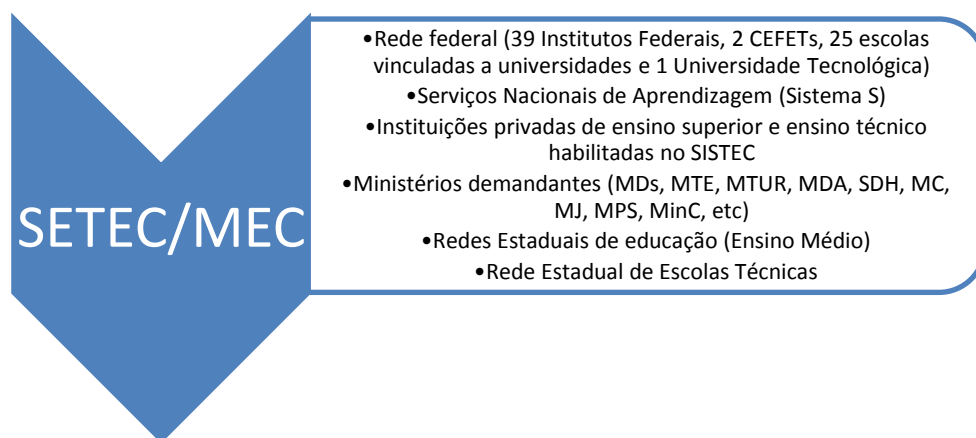 SETEC/MEC
•Rede federal (39 Institutos Federais, 2 CEFETs, 25 escolas
vinculadas a universidades e 1 Universidade Tecnológica)
•Serviços Nacionais de Aprendizagem (Sistema S)
•Instituições privadas de ensino superior e ensino técnico
habilitadas no SISTEC
•Ministérios demandantes (MDs, MTE, MTUR, MDA, SDH, MC,
MJ, MPS, MinC, etc)
•Redes Estaduais de educação (Ensino Médio)
•Rede Estadual de Escolas Técnicas